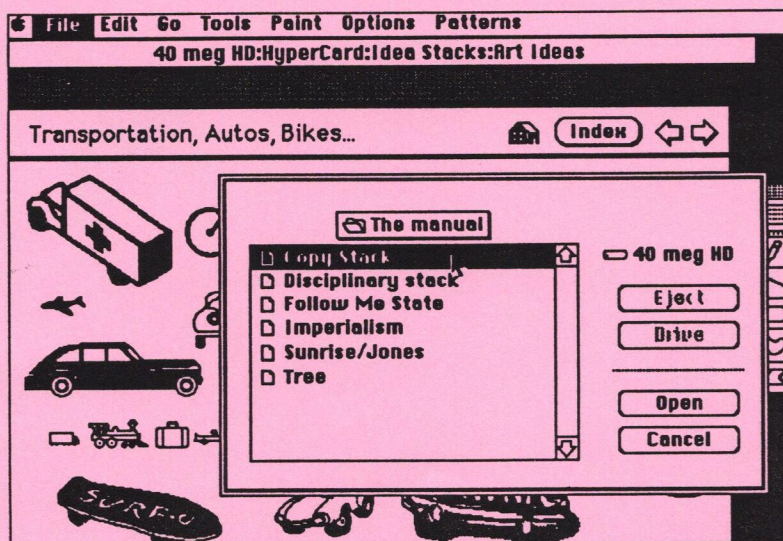 File Edit Go Tools Paint Options Patterns
40 meg HD:HyperCard:Idea Stacks:Art Ideas
Transportation, Autos, Bikes...
Index
The manual
Copy Stack
Disciplinary stack
Follow Me State
Imperialism
Sunrise/Jones
Tree
40 meg HD
Eject
Drive
Open
Cancel
SURF-U